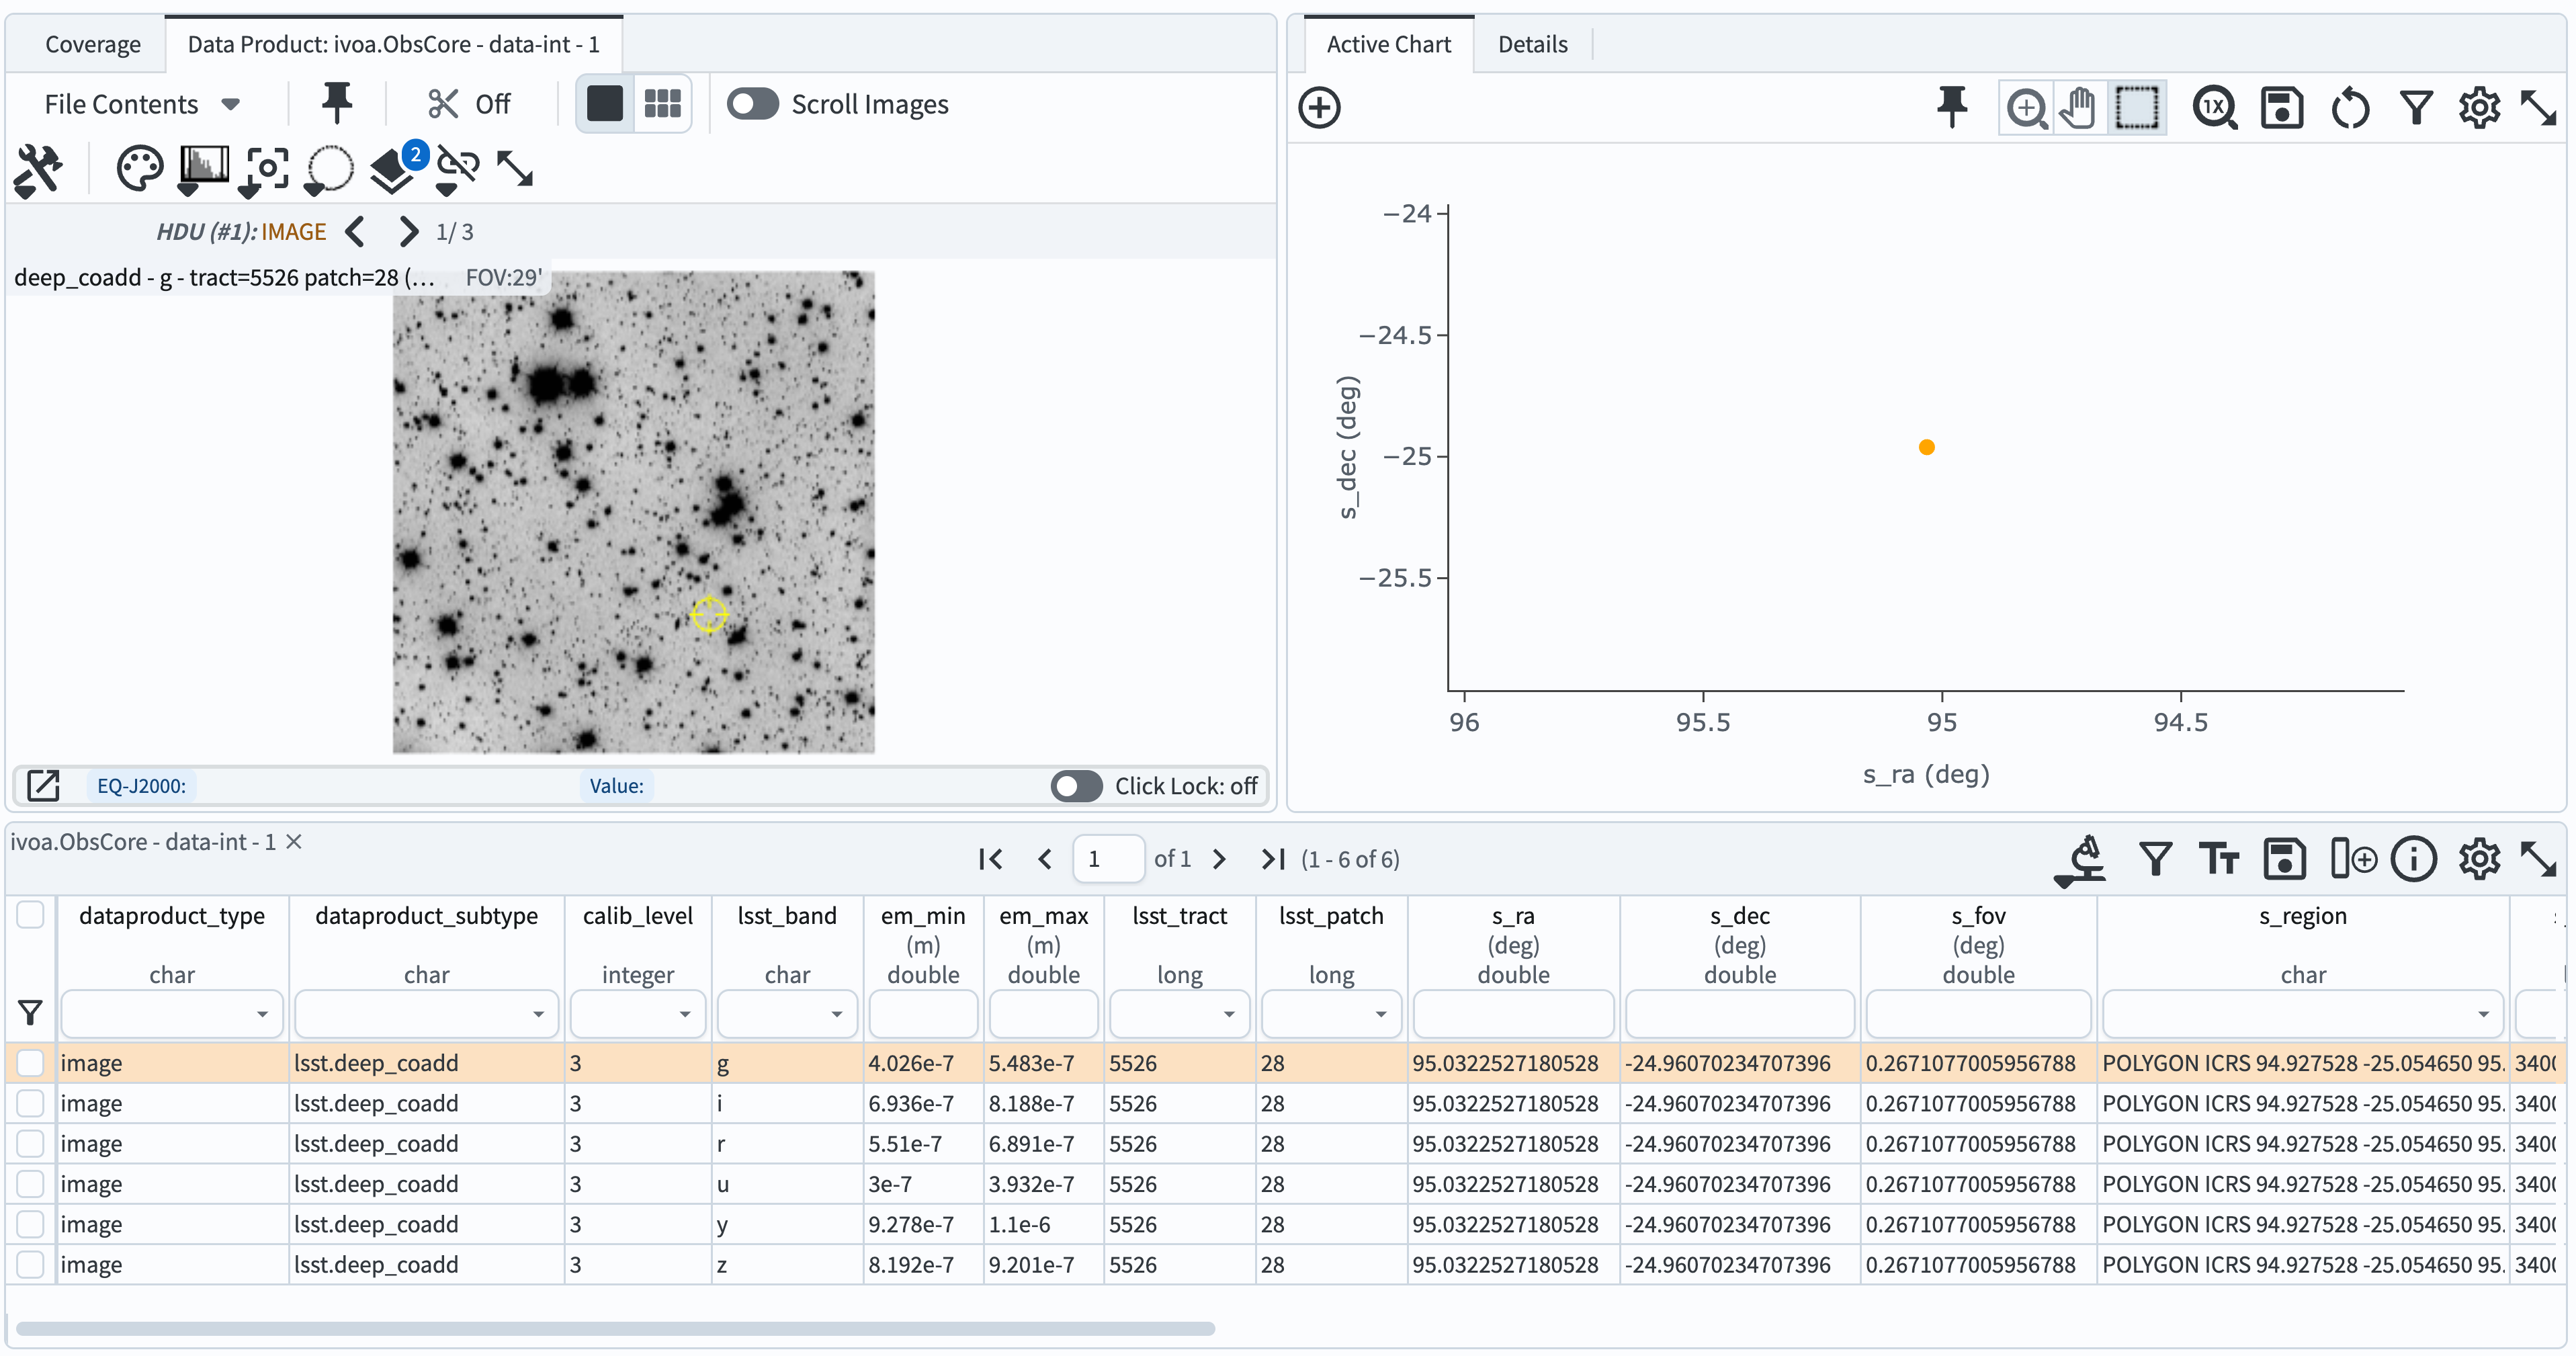 Coverage
Data Product: ivoa.ObsCore - data-int - 1
File Contents
Off
Scroll Images
2
HDU (#1): IMAGE
1/ 3
deep_coadd - g - tract=5526 patch=28 (...
FOV:29'
EQ-J2000:
Value:
Click Lock: off
Active Chart
Details
1X
−24
−24.5
−25
−25.5
s_dec (deg)
96
95.5
95
94.5
s_ra (deg)
ivoa.ObsCore - data-int - 1
1 of 1 (1 - 6 of 6)
dataproduct_type dataproduct_subtype calib_level lsst_band em_min em_max lsst_tract lsst_patch s_ra s_dec s_fov s_region
(m) (m) (deg) (deg) (deg)
char char integer char double double long long double double double char
image lsst.deep_coadd 3 g 4.026e-7 5.483e-7 5526 28 95.0322527180528 -24.96070234707396 0.2671077005956788 POLYGON ICRS 94.927528 -25.054650 95. 340
image lsst.deep_coadd 3 i 6.936e-7 8.188e-7 5526 28 95.0322527180528 -24.96070234707396 0.2671077005956788 POLYGON ICRS 94.927528 -25.054650 95. 340
image lsst.deep_coadd 3 r 5.51e-7 6.891e-7 5526 28 95.0322527180528 -24.96070234707396 0.2671077005956788 POLYGON ICRS 94.927528 -25.054650 95. 340
image lsst.deep_coadd 3 u 3e-7 3.932e-7 5526 28 95.0322527180528 -24.96070234707396 0.2671077005956788 POLYGON ICRS 94.927528 -25.054650 95. 340
image lsst.deep_coadd 3 y 9.278e-7 1.1e-6 5526 28 95.0322527180528 -24.96070234707396 0.2671077005956788 POLYGON ICRS 94.927528 -25.054650 95. 340
image lsst.deep_coadd 3 z 8.192e-7 9.201e-7 5526 28 95.0322527180528 -24.96070234707396 0.2671077005956788 POLYGON ICRS 94.927528 -25.054650 95. 340